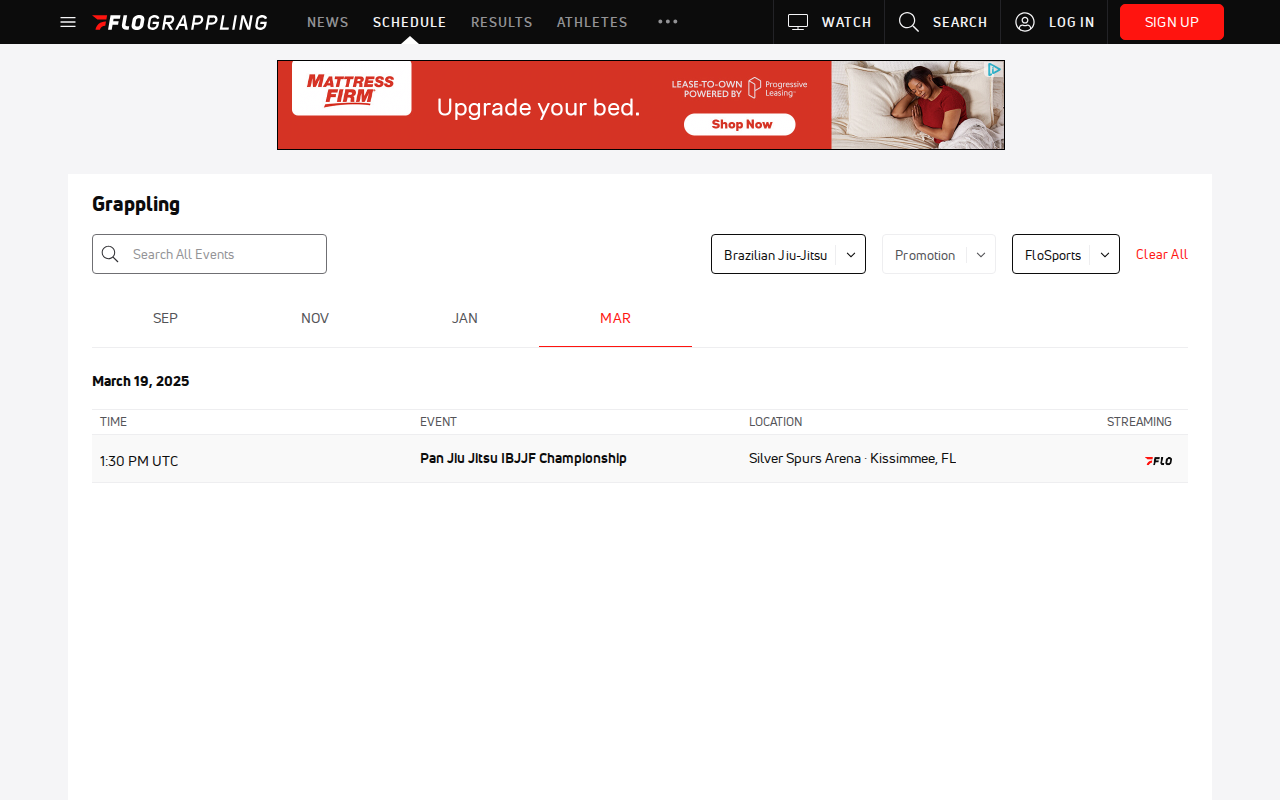 FLOGRAPPLING NEWS SCHEDULE RESULTS ATHLETES WATCH SEARCH LOG IN SIGN UP
MATTRESS FIRM
Upgrade your bed.
LEASE-TO-OWN POWERED BY Progressive Leasing
Shop Now
Grappling
Search All Events Brazilian Jiu-Jitsu Promotion FloSports Clear All
SEP NOV JAN MAR
March 19, 2025
TIME EVENT LOCATION STREAMING
1:30 PM UTC Pan Jiu Jitsu IBJJF Championship Silver Spurs Arena · Kissimmee, FL FLO